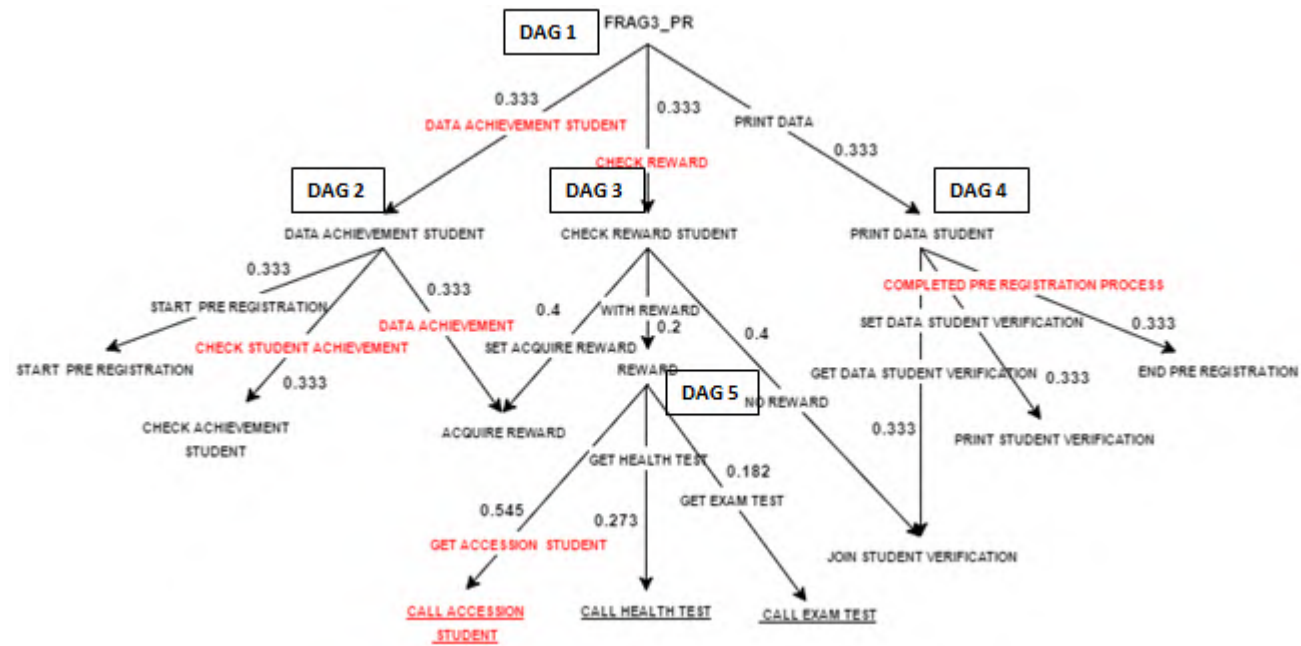 DAG 1
FRAG3_PR
0.333
DATA ACHIEVEMENT STUDENT
0.333
CHECK REWARD
PRINT DATA
0.333
DAG 2
DAG 3
DAG 4
DATA ACHIEVEMENT STUDENT
CHECK REWARD STUDENT
PRINT DATA STUDENT
0.333
START PRE REGISTRATION
CHECK STUDENT ACHIEVEMENT
0.333
0.333
DATA ACHIEVEMENT
0.4
SET ACQUIRE REWARD
WITH REWARD
0.2
0.4
NO REWARD
COMPLETED PRE REGISTRATION PROCESS
0.333
SET DATA STUDENT VERIFICATION
0.333
GET DATA STUDENT VERIFICATION
0.333
START PRE REGISTRATION
CHECK ACHIEVEMENT
STUDENT
ACQUIRE REWARD
REWARD
DAG 5
END PRE REGISTRATION
PRINT STUDENT VERIFICATION
JOIN STUDENT VERIFICATION
0.545
GET ACCESSION STUDENT
GET HEALTH TEST
0.273
0.182
GET EXAM TEST
CALL ACCESSION
STUDENT
CALL HEALTH TEST
CALL EXAM TEST